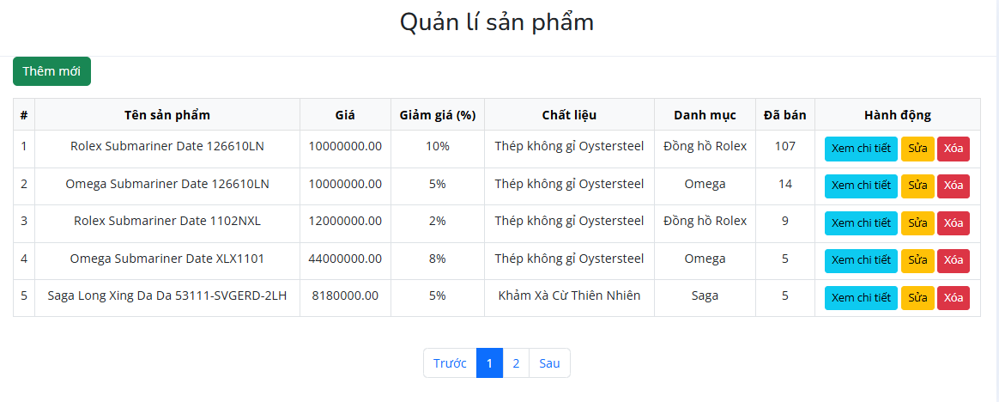 Quản lí sản phẩm
Thêm mới
# Tên sản phẩm Giá Giảm giá (%) Chất liệu Danh mục Đã bán Hành động
1 Rolex Submariner Date 126610LN 10000000.00 10% Thép không gỉ Oystersteel Đồng hồ Rolex 107 Xem chi tiết Sửa Xóa
2 Omega Submariner Date 126610LN 10000000.00 5% Thép không gỉ Oystersteel Omega 14 Xem chi tiết Sửa Xóa
3 Rolex Submariner Date 1102NXL 12000000.00 2% Thép không gỉ Oystersteel Đồng hồ Rolex 9 Xem chi tiết Sửa Xóa
4 Omega Submariner Date XLX1101 44000000.00 8% Thép không gỉ Oystersteel Omega 5 Xem chi tiết Sửa Xóa
5 Saga Long Xing Da Da 53111-SVGERD-2LH 8180000.00 5% Khảm Xà Cừ Thiên Nhiên Saga 5 Xem chi tiết Sửa Xóa
Trước 1 2 Sau